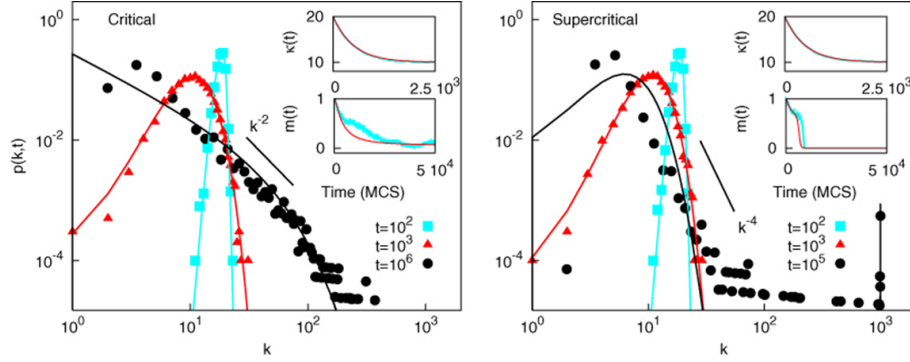 Critical
p(k,t)
10^0
10^-2
10^-4
10^0
10^1
10^2
10^3
k
k^-2
κ(t)
20
10
0
2.5 10^3
m(t)
1
0
0
5 10^4
Time (MCS)
t=10^2
t=10^3
t=10^6
Supercritical
10^0
10^-2
10^-4
10^0
10^1
10^2
10^3
k
k^-4
κ(t)
20
10
0
2.5 10^3
m(t)
1
0
0
5 10^4
Time (MCS)
t=10^2
t=10^3
t=10^5